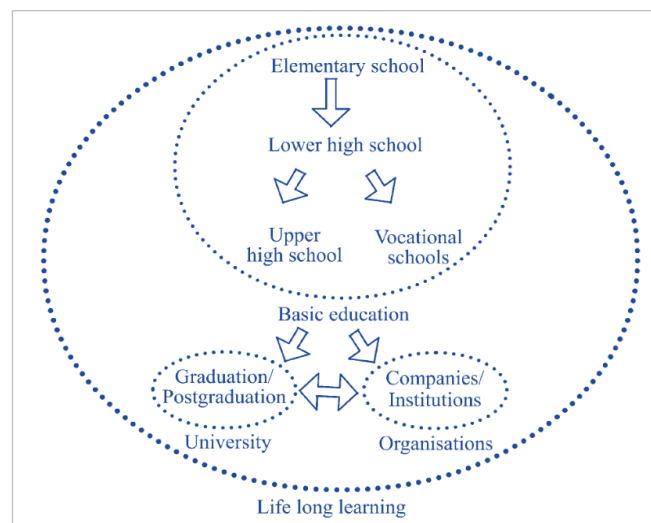 Elementary school
Lower high school
Upper
high school
Vocational
schools
Basic education
Graduation/
Postgraduation
Companies/
Institutions
University
Organisations
Life long learning